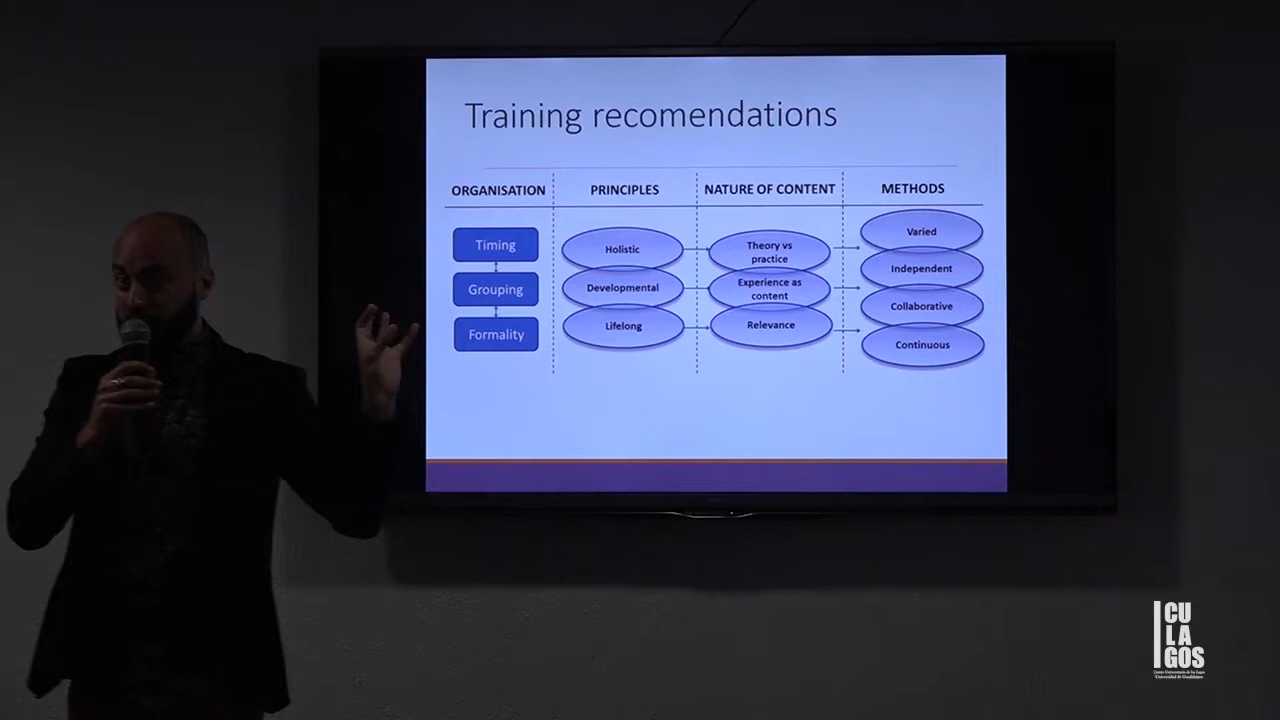 Training recomendations
ORGANISATION
PRINCIPLES
NATURE OF CONTENT
METHODS
Timing
Grouping
Formality
Holistic
Developmental
Lifelong
Theory vs
practice
Experience as
content
Relevance
Varied
Independent
Collaborative
Continuous
CU
LA
GOS
Centro Universitario de los Lagos
Universidad de Guadalajara